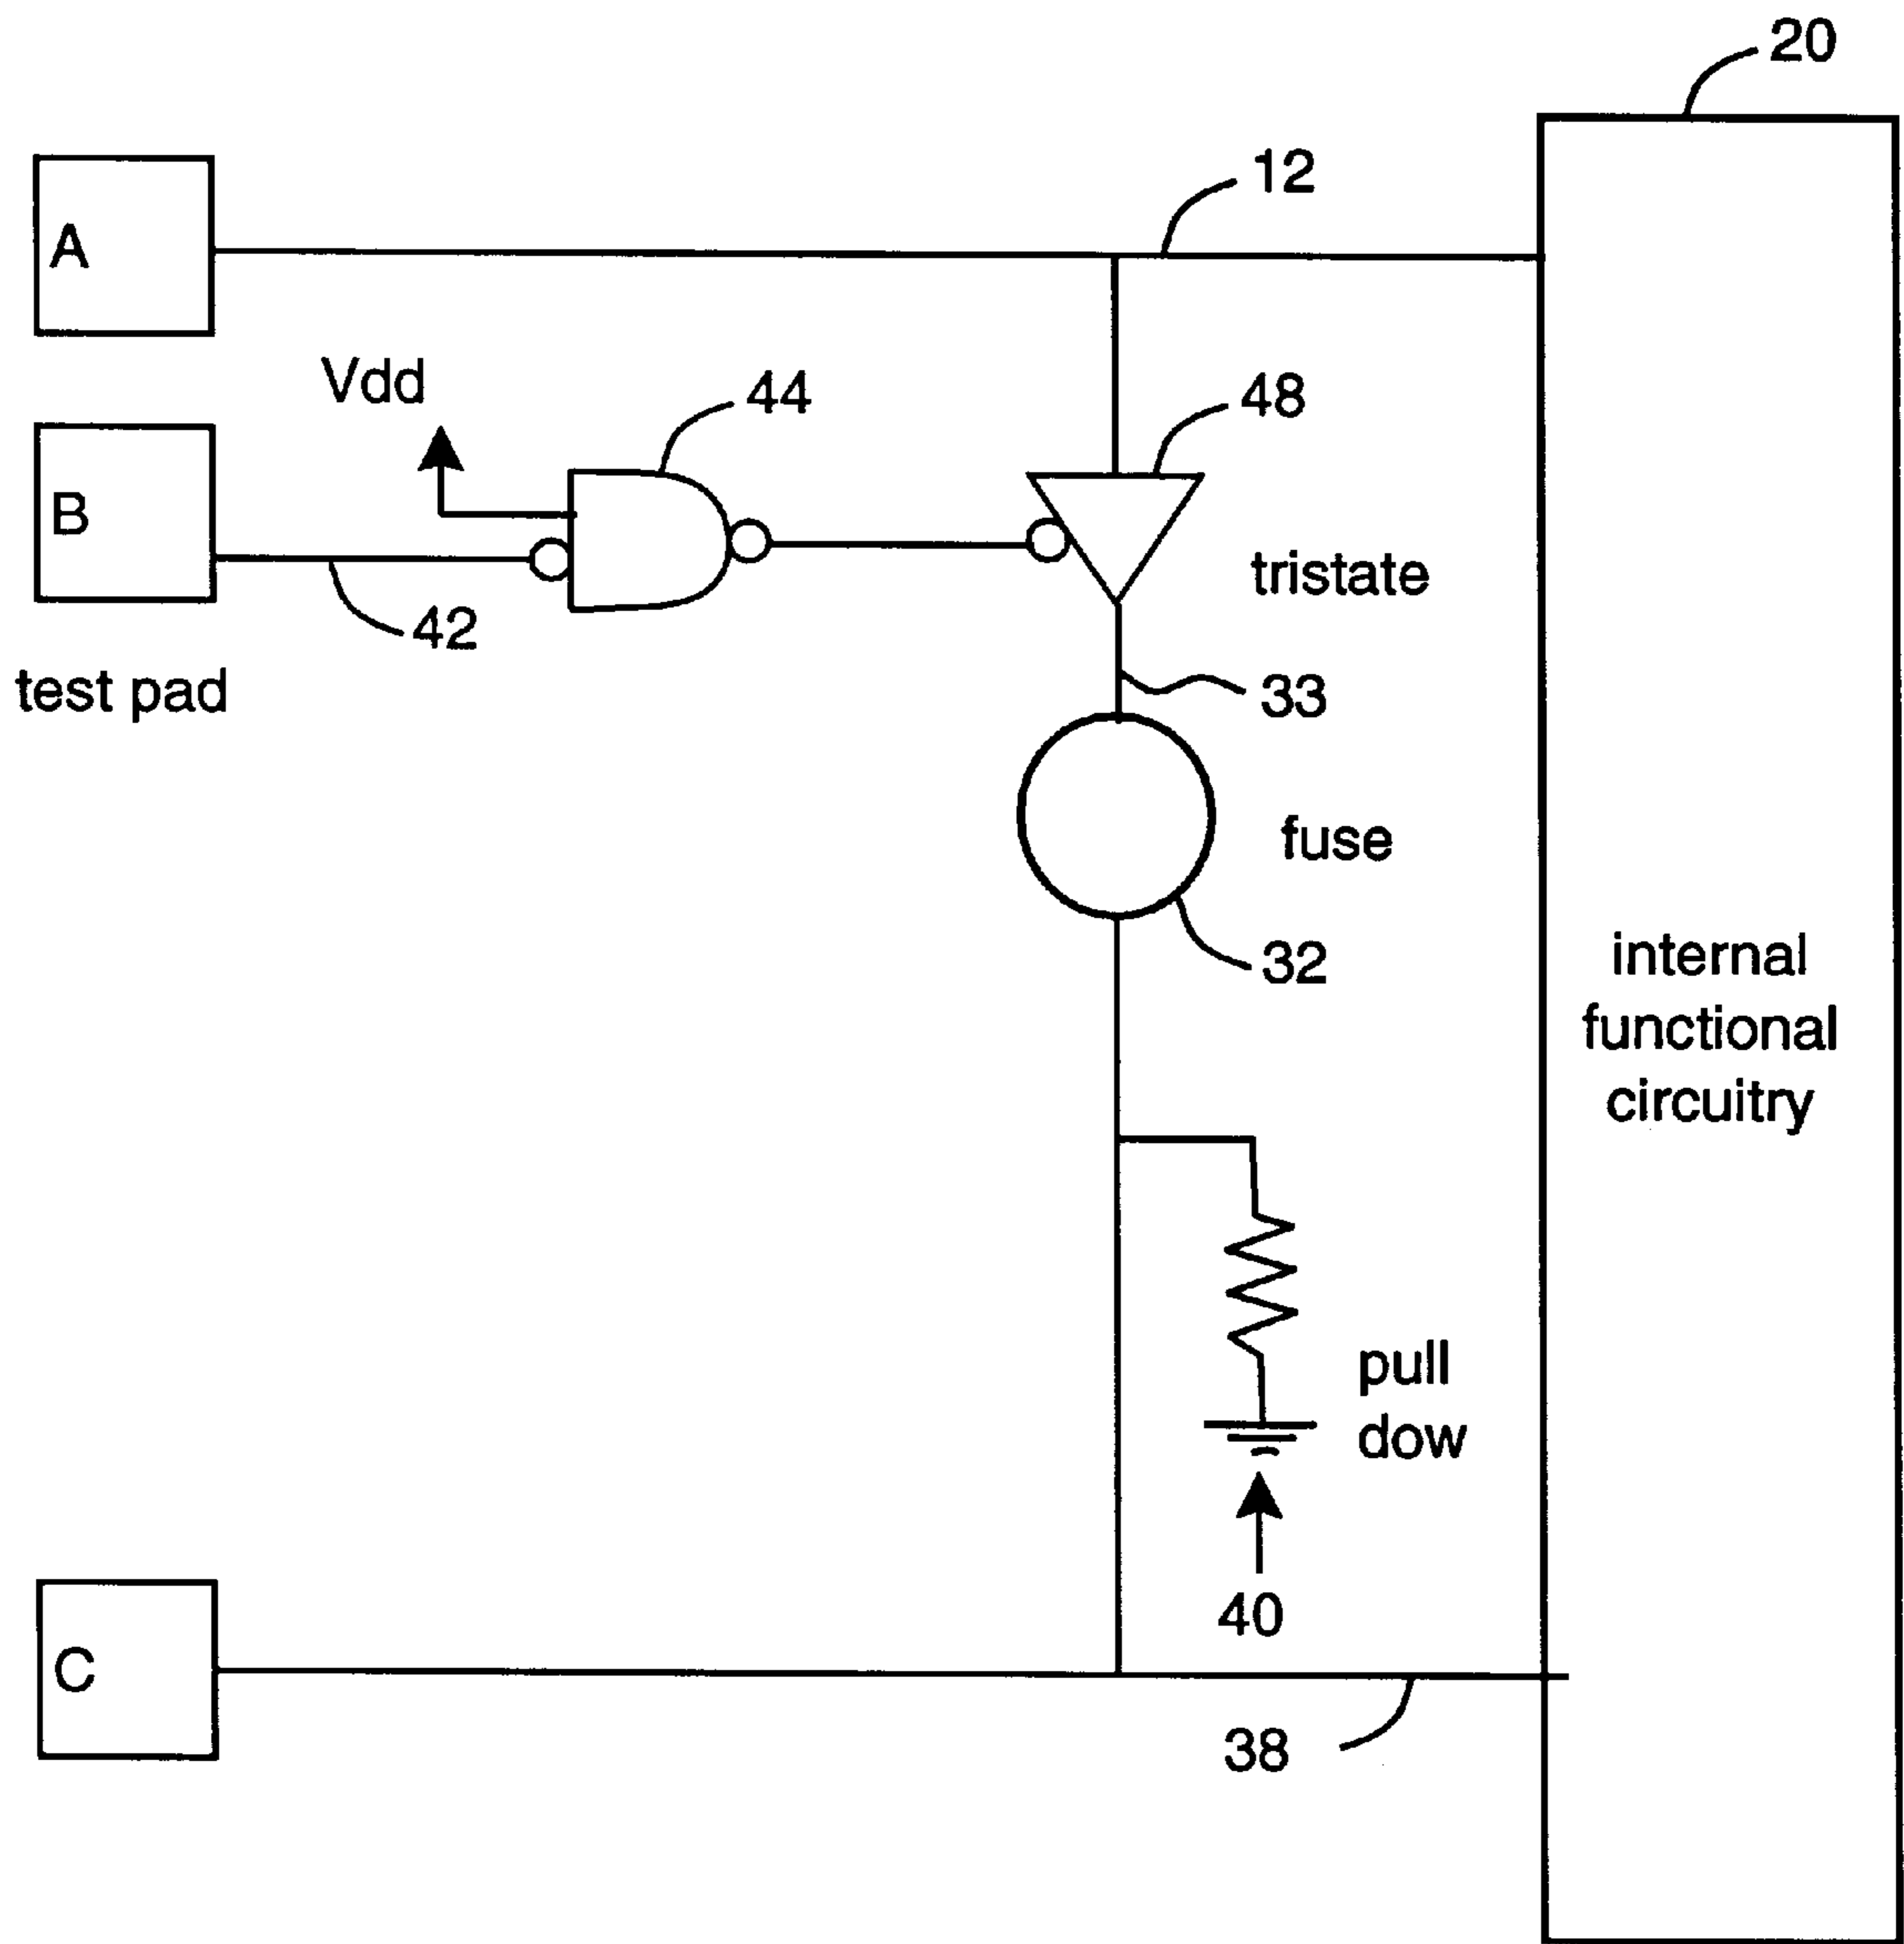 20
12
A
Vdd
44
48
B
tristate
42
33
test pad
fuse
32
internal
functional
circuitry
pull
dow
40
C
38